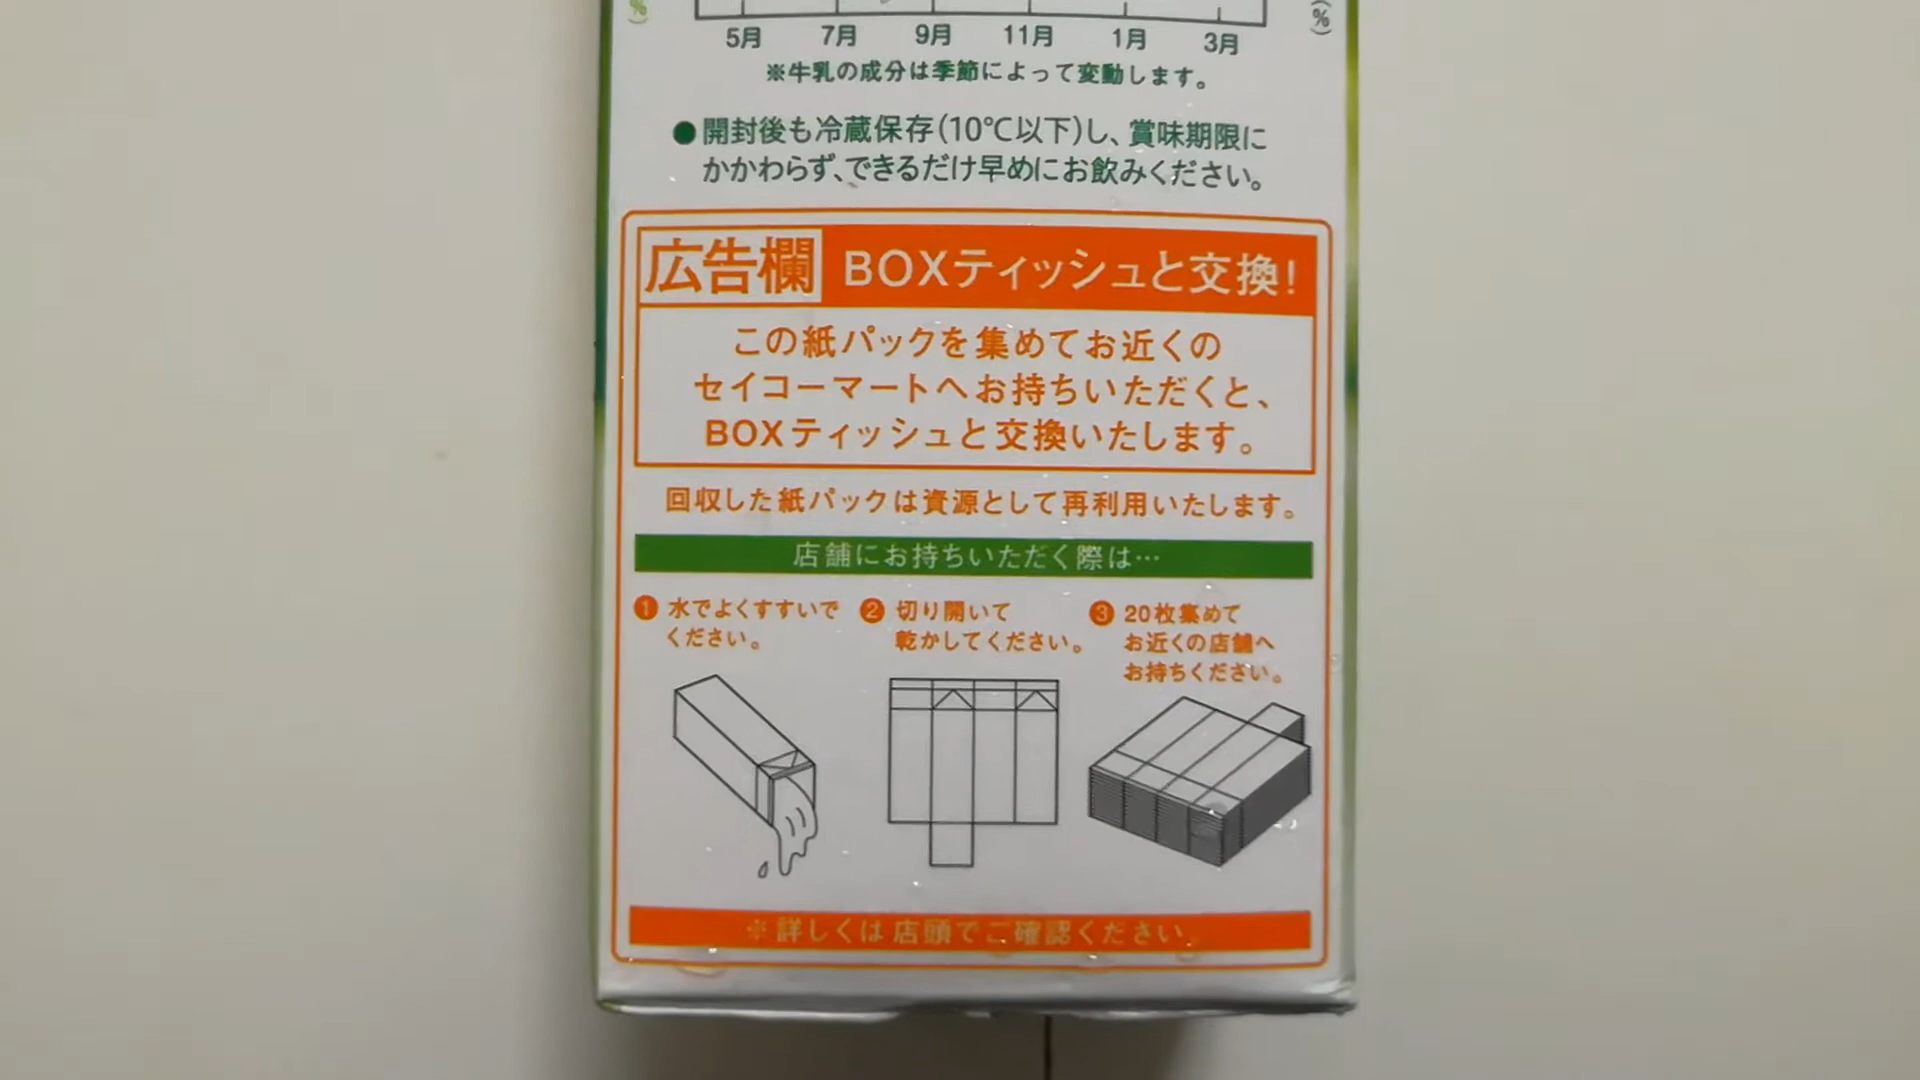 (%)
%)
5月 7月 9月 11月 1月 3月
※牛乳の成分は季節によって変動します。
●開封後も冷蔵保存(10℃以下)し、賞味期限に
かかわらず、できるだけ早めにお飲みください。
広告欄 BOXティッシュと交換!
この紙パックを集めてお近くの
セイコーマートへお持ちいただくと、
BOXティッシュと交換いたします。
回収した紙パックは資源として再利用いたします。
店舗にお持ちいただく際は…
❶ 水でよくすすいで
ください。
❷ 切り開いて
乾かしてください。
❸ 20枚集めて
お近くの店舗へ
お持ちください。
※詳しくは店頭でご確認ください。